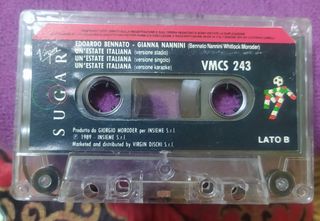 Virgin
SUGAR
EDOARDO BENNATO - GIANNA NANNINI (Bennato Nannini Whitlock Moroder)
UN'ESTATE ITALIANA (versione stadio)
UN'ESTATE ITALIANA (versione singolo)
UN'ESTATE ITALIANA (versione karaoke)
VMCS 243
LATO B
Prodotto da GIORGIO MORODER per INSIEME S.r.l
℗ 1989 INSIEME S.r.l
Marketed and distributed by VIRGIN DISCHI S.r.l